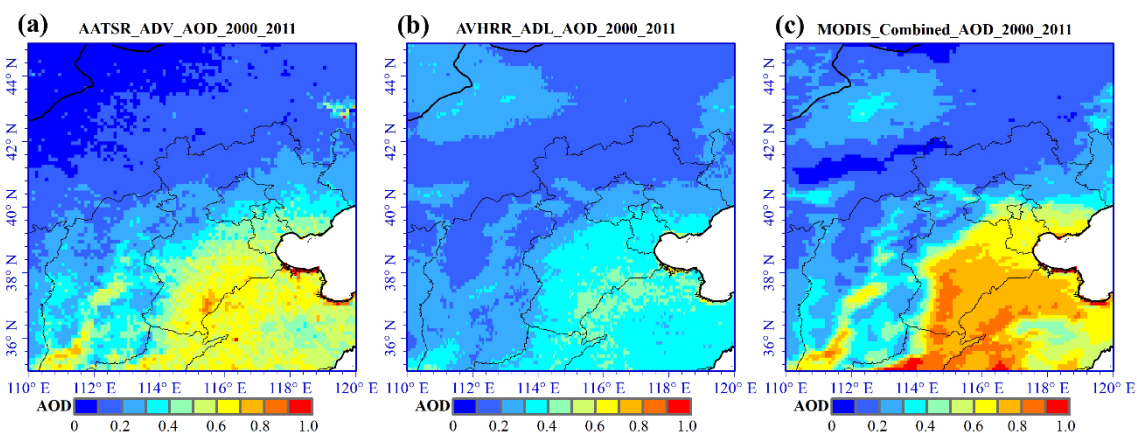 (a) AATSR_ADV_AOD_2000_2011
44° N
42° N
40° N
38° N
36° N
110° 112° 114° 116° 118° 120° E
AOD
0 0.2 0.4 0.6 0.8 1.0
(b) AVHRR_ADL_AOD_2000_2011
44° N
42° N
40° N
38° N
36° N
110° 112° 114° 116° 118° 120° E
AOD
0 0.2 0.4 0.6 0.8 1.0
(c) MODIS_Combined_AOD_2000_2011
44° N
42° N
40° N
38° N
36° N
110° 112° 114° 116° 118° 120° E
AOD
0 0.2 0.4 0.6 0.8 1.0